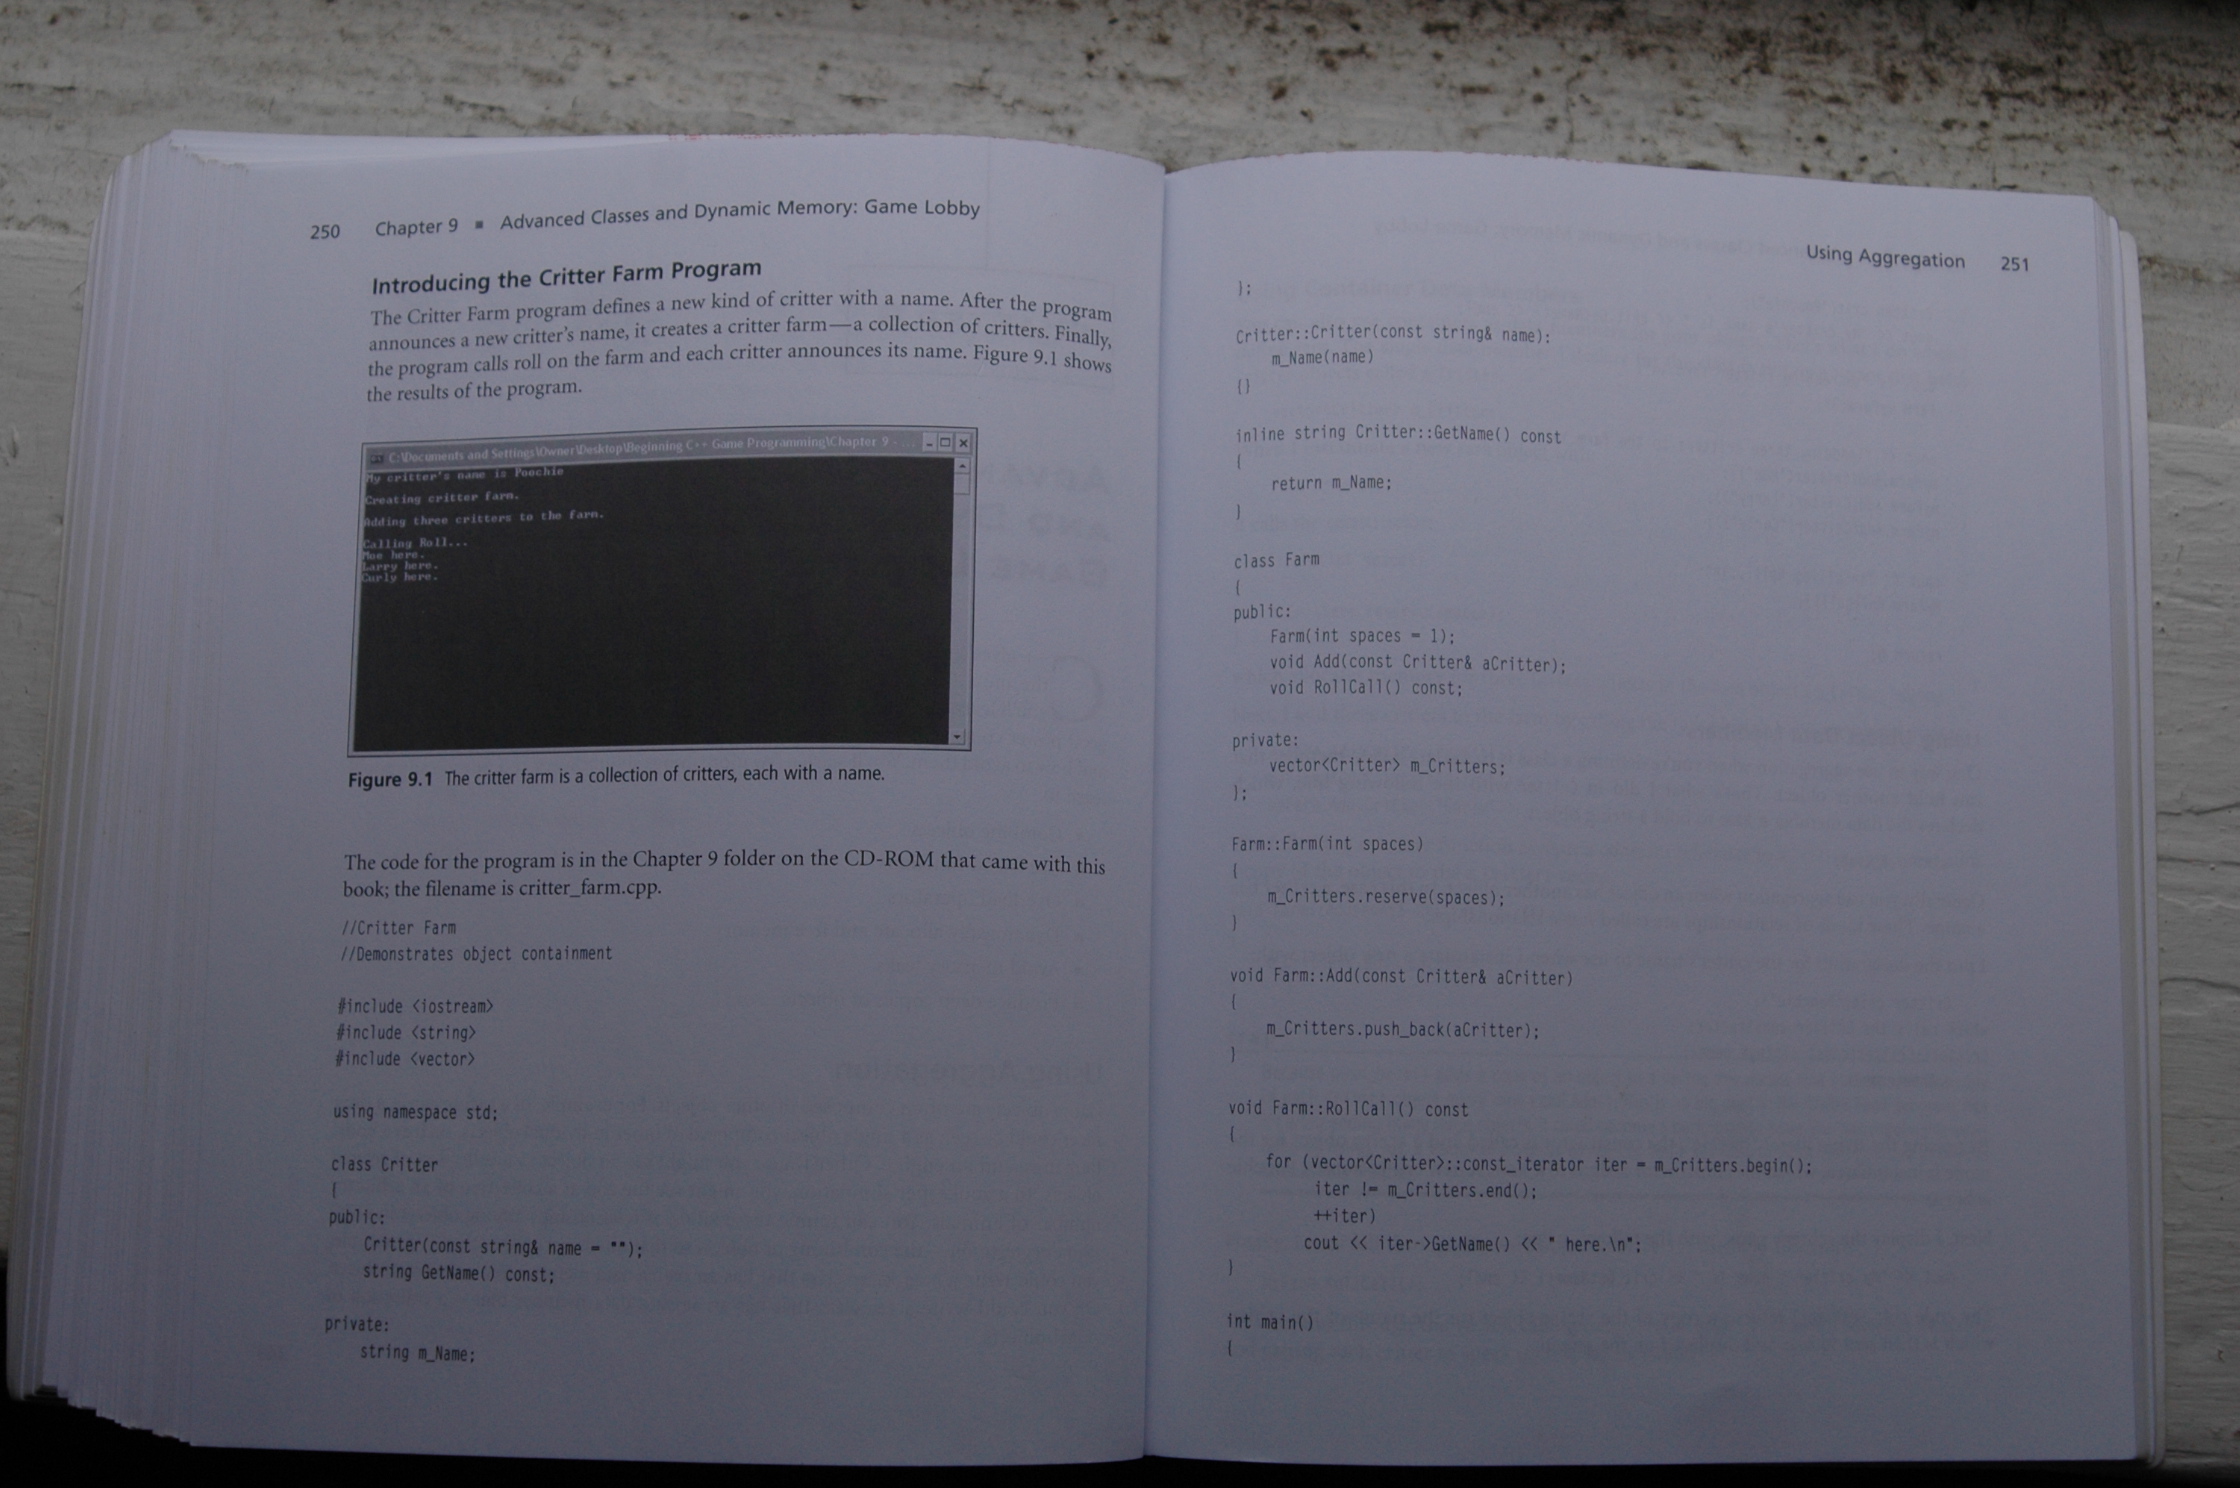 250 Chapter 9 ■ Advanced Classes and Dynamic Memory: Game Lobby
Introducing the Critter Farm Program
The Critter Farm program defines a new kind of critter with a name. After the program
announces a new critter's name, it creates a critter farm—a collection of critters. Finally,
the program calls roll on the farm and each critter announces its name. Figure 9.1 shows
the results of the program.
C:\Documents and Settings\Owner\Desktop\Beginning C++ Game Programming\Chapter 9 - ...
My critter's name is Poochie
Creating critter farm.
Adding three critters to the farm.
Calling Roll...
Moe here.
Larry here.
Curly here.
Figure 9.1 The critter farm is a collection of critters, each with a name.
The code for the program is in the Chapter 9 folder on the CD-ROM that came with this
book; the filename is critter_farm.cpp.
//Critter Farm
//Demonstrates object containment
#include <iostream>
#include <string>
#include <vector>
using namespace std;
class Critter
{
public:
Critter(const string& name = "");
string GetName() const;
private:
string m_Name;
Using Aggregation 251
};
Critter::Critter(const string& name):
m_Name(name)
{}
inline string Critter::GetName() const
{
return m_Name;
}
class Farm
{
public:
Farm(int spaces = 1);
void Add(const Critter& aCritter);
void RollCall() const;
private:
vector<Critter> m_Critters;
};
Farm::Farm(int spaces)
{
m_Critters.reserve(spaces);
}
void Farm::Add(const Critter& aCritter)
{
m_Critters.push_back(aCritter);
}
void Farm::RollCall() const
{
for (vector<Critter>::const_iterator iter = m_Critters.begin();
iter != m_Critters.end();
++iter)
cout << iter->GetName() << " here.\n";
}
int main()
{